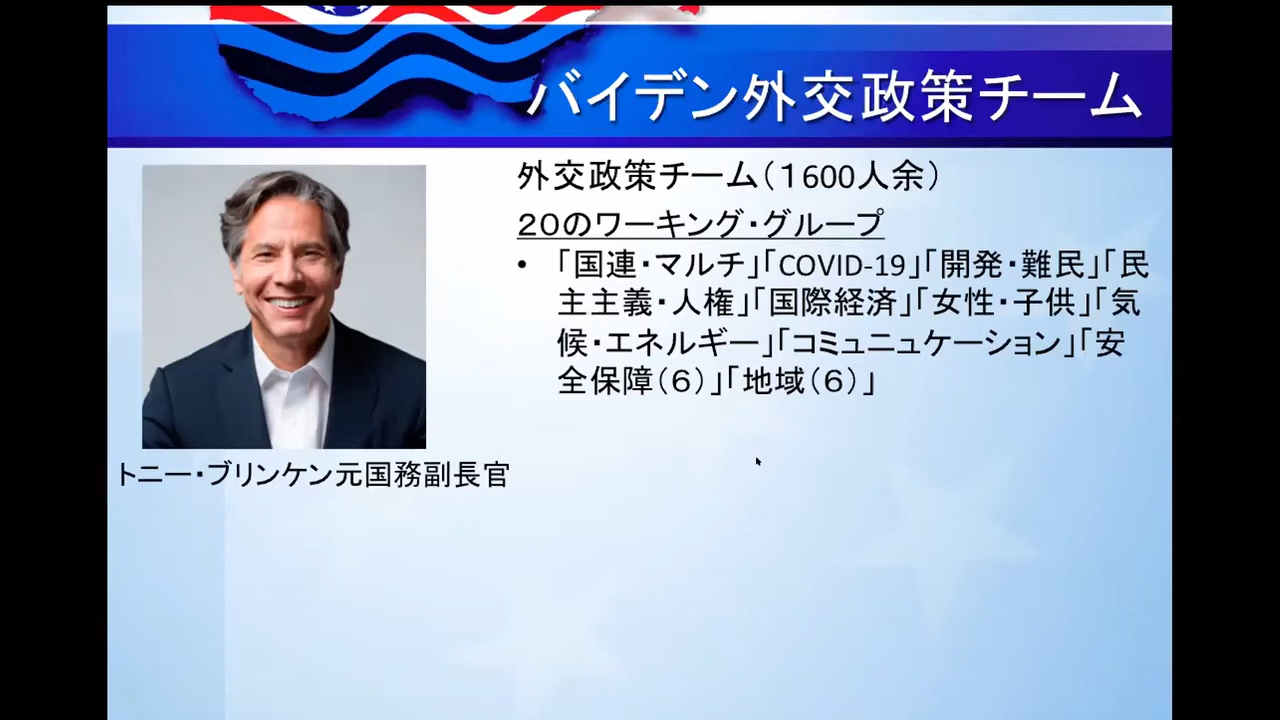 バイデン外交政策チーム
外交政策チーム（１600人余）
２０のワーキング・グループ
• 「国連・マルチ」「COVID-19」「開発・難民」「民
主主義・人権」「国際経済」「女性・子供」「気
候・エネルギー」「コミュニュケーション」「安
全保障（６）」「地域（６）」
トニー・ブリンケン元国務副長官